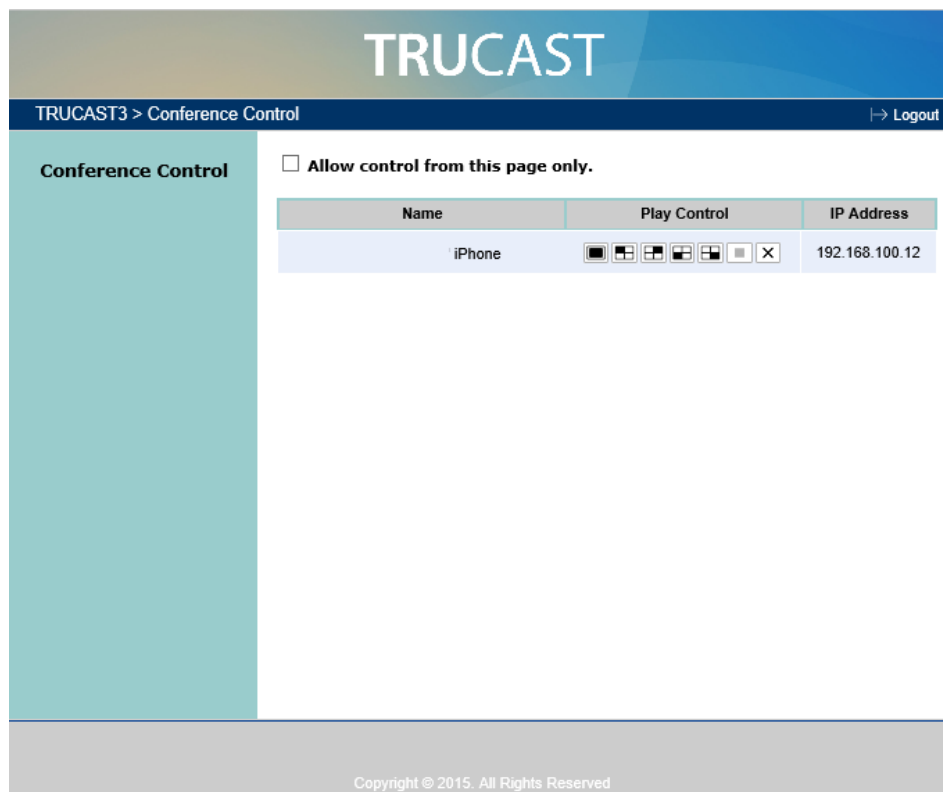 TRUCAST
TRUCAST3 > Conference Control
Logout
Conference Control
Allow control from this page only.
Name Play Control IP Address
iPhone 192.168.100.12
Copyright © 2015. All Rights Reserved